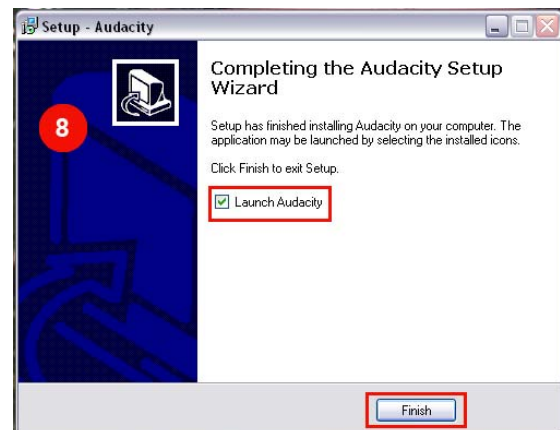 Setup - Audacity
Completing the Audacity Setup
Wizard
8
Setup has finished installing Audacity on your computer. The
application may be launched by selecting the installed icons.
Click Finish to exit Setup.
Launch Audacity
Finish